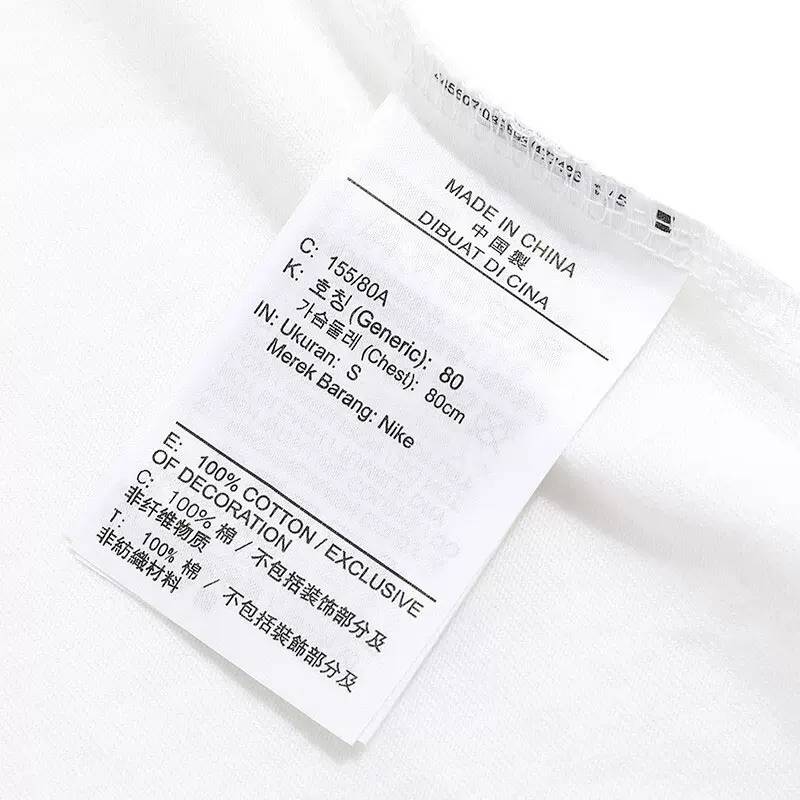 MADE IN CHINA
中国製
DIBUAT DI CINA
C: 155/80A
K: 호칭 (Generic): 80
가슴둘레 (Chest): 80cm
IN: Ukuran: S
Merek Barang: Nike
E: 100% COTTON / EXCLUSIVE
OF DECORATION
C: 100% 棉 / 不包括装饰部分及
非纤维物质
T: 100% 棉 / 不包括裝飾部分及
非紡織材料